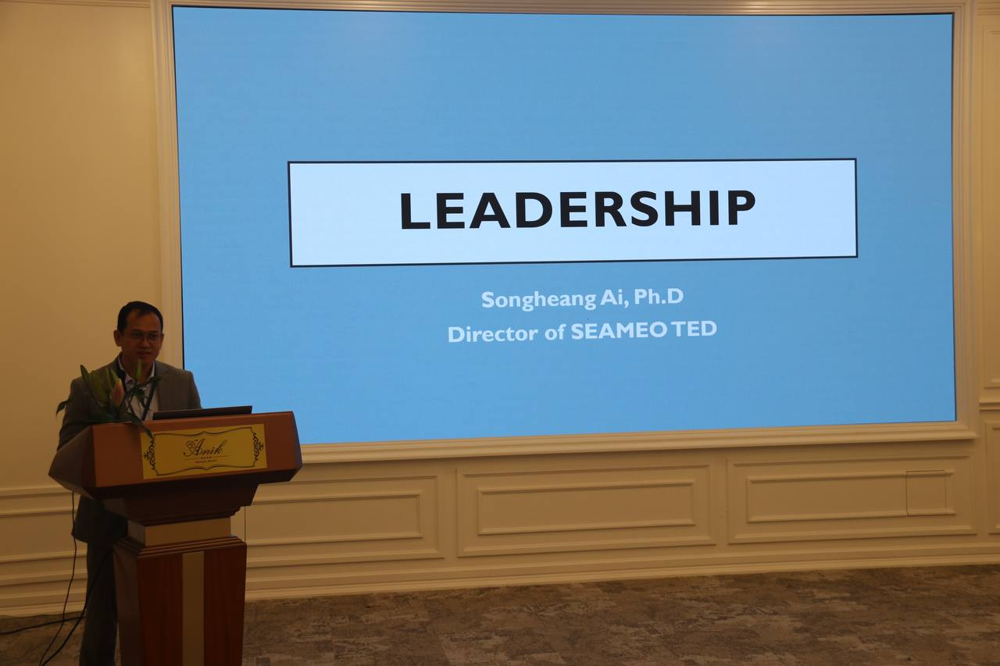 LEADERSHIP
Songheang Ai, Ph.D
Director of SEAMEO TED
Anik